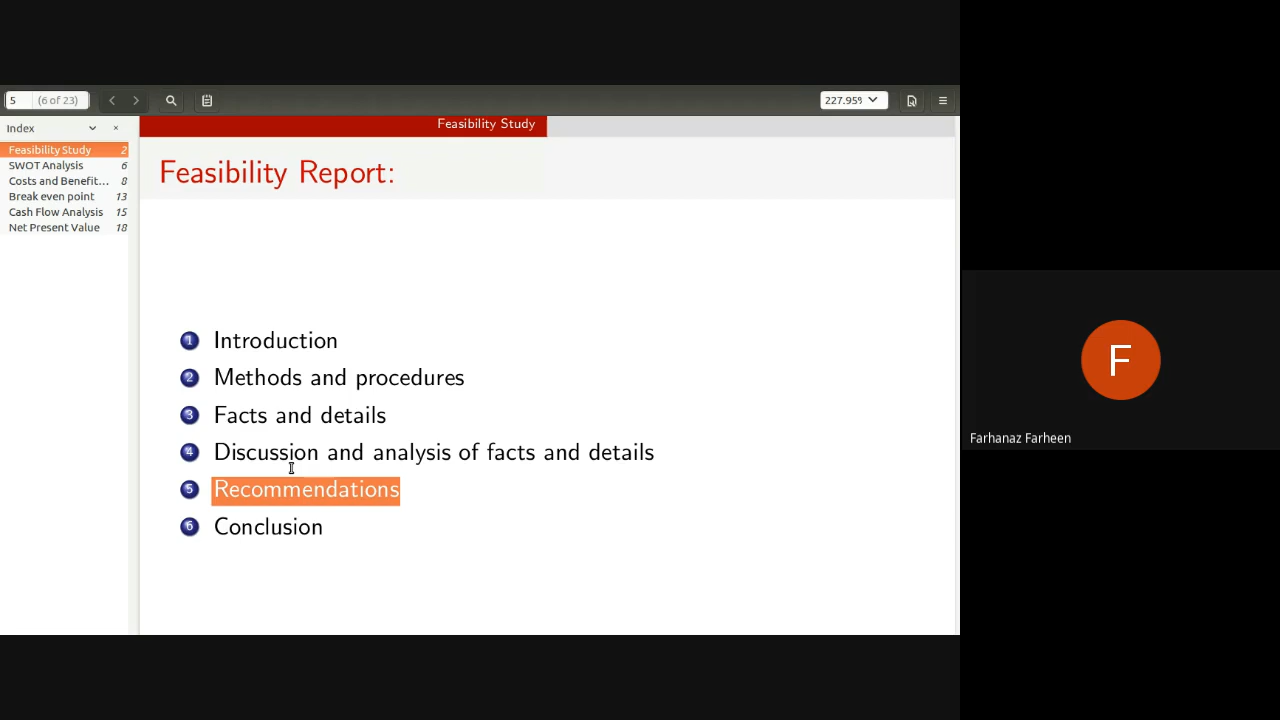 5 (6 of 23)
227.95%
Index
Feasibility Study 2
SWOT Analysis 6
Costs and Benefit... 8
Break even point 13
Cash Flow Analysis 15
Net Present Value 18
Feasibility Study
Feasibility Report:
1 Introduction
2 Methods and procedures
3 Facts and details
4 Discussion and analysis of facts and details
5 Recommendations
6 Conclusion
F
Farhanaz Farheen